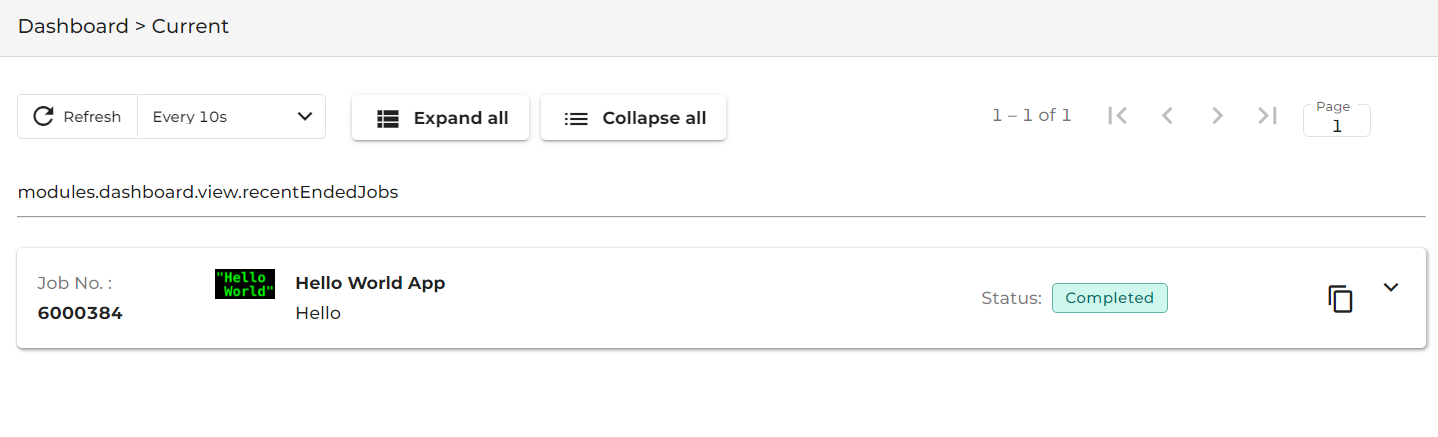 Dashboard > Current
Refresh
Every 10s
Expand all
Collapse all
1 – 1 of 1
Page
1
modules.dashboard.view.recentEndedJobs
Job No. :
6000384
"Hello
World"
Hello World App
Hello
Status:
Completed